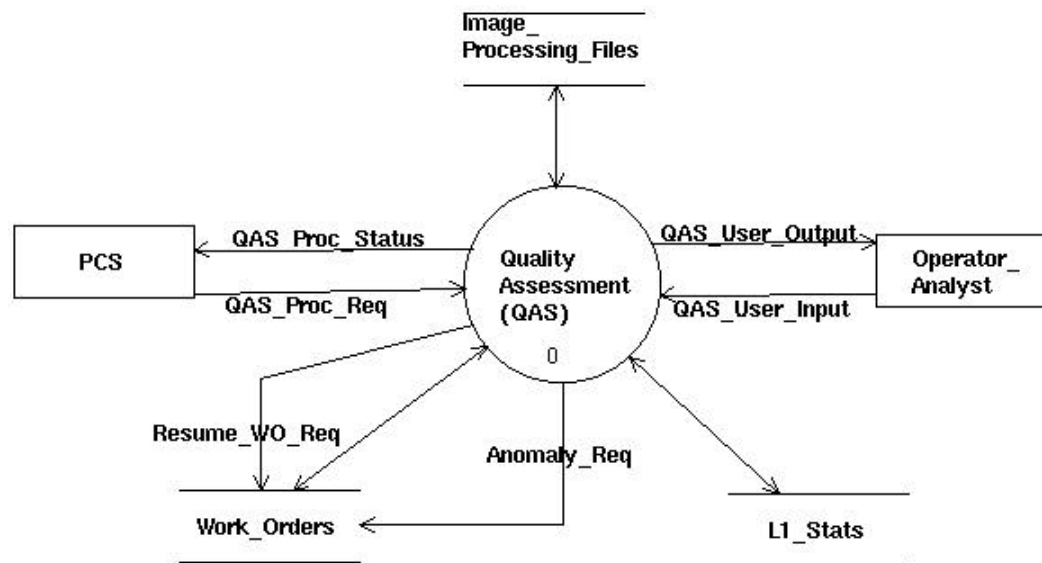 Image_
Processing_Files
QAS_Proc_Status
QAS_User_Output
PCS
Quality
Assessment
(QAS)
0
Operator_
Analyst
QAS_Proc_Req
QAS_User_Input
Resume_WO_Req
Anomaly_Req
Work_Orders
L1_Stats